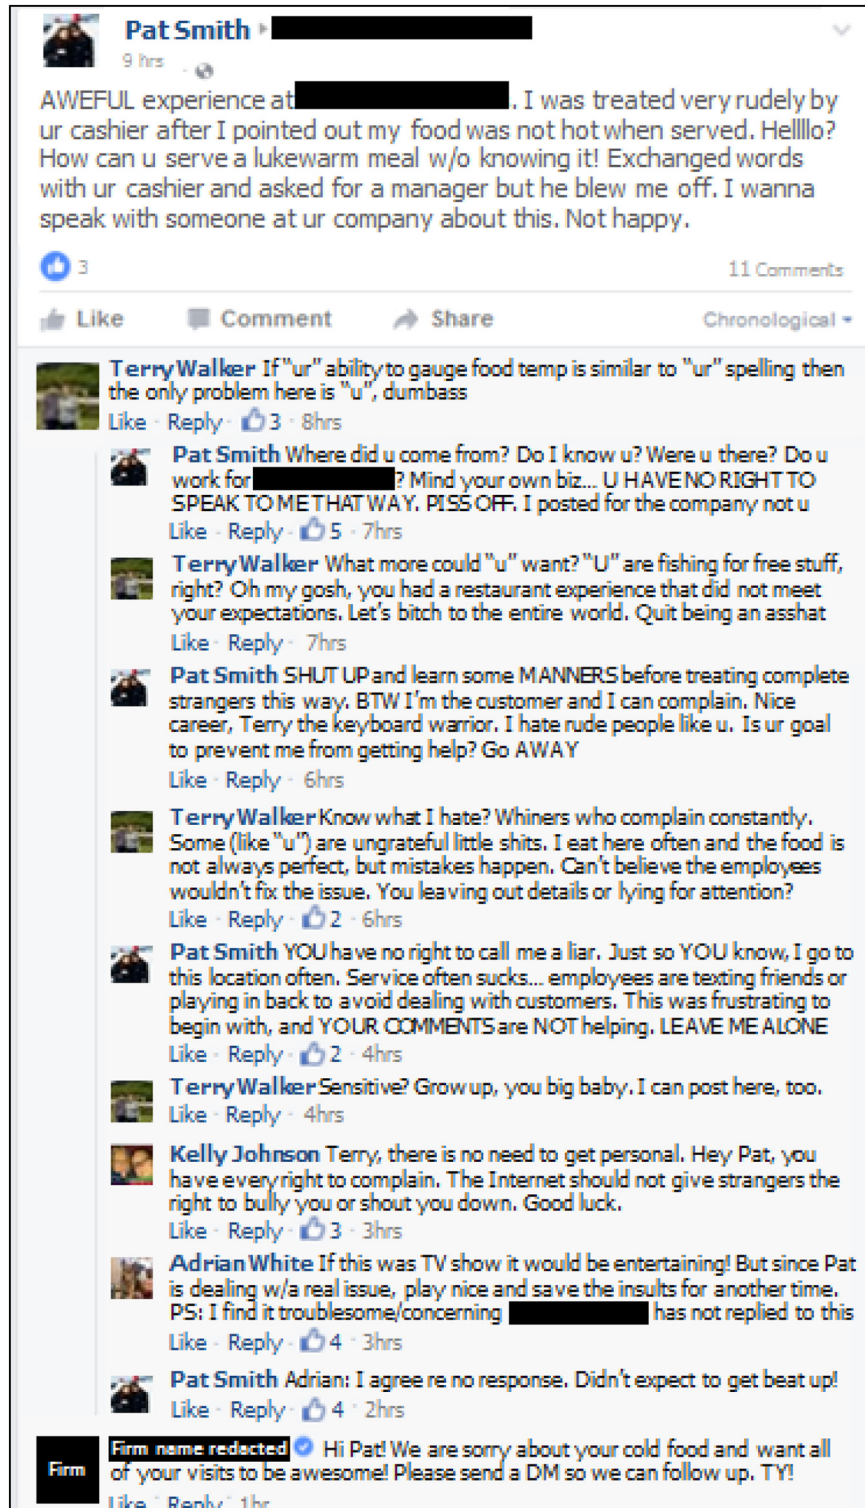 Pat Smith
9 hrs
AWEFUL experience at . I was treated very rudely by
ur cashier after I pointed out my food was not hot when served. Hellllo?
How can u serve a lukewarm meal w/o knowing it! Exchanged words
with ur cashier and asked for a manager but he blew me off. I wanna
speak with someone at ur company about this. Not happy.
3 11 Comments
Like Comment Share Chronological
Terry Walker If “ur” ability to gauge food temp is similar to “ur” spelling then
the only problem here is “u”, dumbass
Like · Reply · 3 · 8hrs
Pat Smith Where did u come from? Do I know u? Were u there? Do u
work for ? Mind your own biz... U HAVE NO RIGHT TO
SPEAK TO ME THAT WAY. PISS OFF. I posted for the company not u
Like · Reply · 5 · 7hrs
Terry Walker What more could “u” want? “U” are fishing for free stuff,
right? Oh my gosh, you had a restaurant experience that did not meet
your expectations. Let’s bitch to the entire world. Quit being an asshat
Like · Reply · 7hrs
Pat Smith SHUT UP and learn some MANNERS before treating complete
strangers this way. BTW I’m the customer and I can complain. Nice
career, Terry the keyboard warrior. I hate rude people like u. Is ur goal
to prevent me from getting help? Go AWAY
Like · Reply · 6hrs
Terry Walker Know what I hate? Whiners who complain constantly.
Some (like “u”) are ungrateful little shits. I eat here often and the food is
not always perfect, but mistakes happen. Can’t believe the employees
wouldn’t fix the issue. You leaving out details or lying for attention?
Like · Reply · 2 · 6hrs
Pat Smith YOU have no right to call me a liar. Just so YOU know, I go to
this location often. Service often sucks... employees are texting friends or
playing in back to avoid dealing with customers. This was frustrating to
begin with, and YOUR COMMENTS are NOT helping. LEAVE ME ALONE
Like · Reply · 2 · 4hrs
Terry Walker Sensitive? Grow up, you big baby. I can post here, too.
Like · Reply · 4hrs
Kelly Johnson Terry, there is no need to get personal. Hey Pat, you
have every right to complain. The Internet should not give strangers the
right to bully you or shout you down. Good luck.
Like · Reply · 3 · 3hrs
Adrian White If this was TV show it would be entertaining! But since Pat
is dealing w/a real issue, play nice and save the insults for another time.
PS: I find it troublesome/concerning has not replied to this
Like · Reply · 4 · 3hrs
Pat Smith Adrian: I agree re no response. Didn’t expect to get beat up!
Like · Reply · 4 · 2hrs
Firm name redacted Hi Pat! We are sorry about your cold food and want all
Firm of your visits to be awesome! Please send a DM so we can follow up. TY!
Like · Reply · 1hr